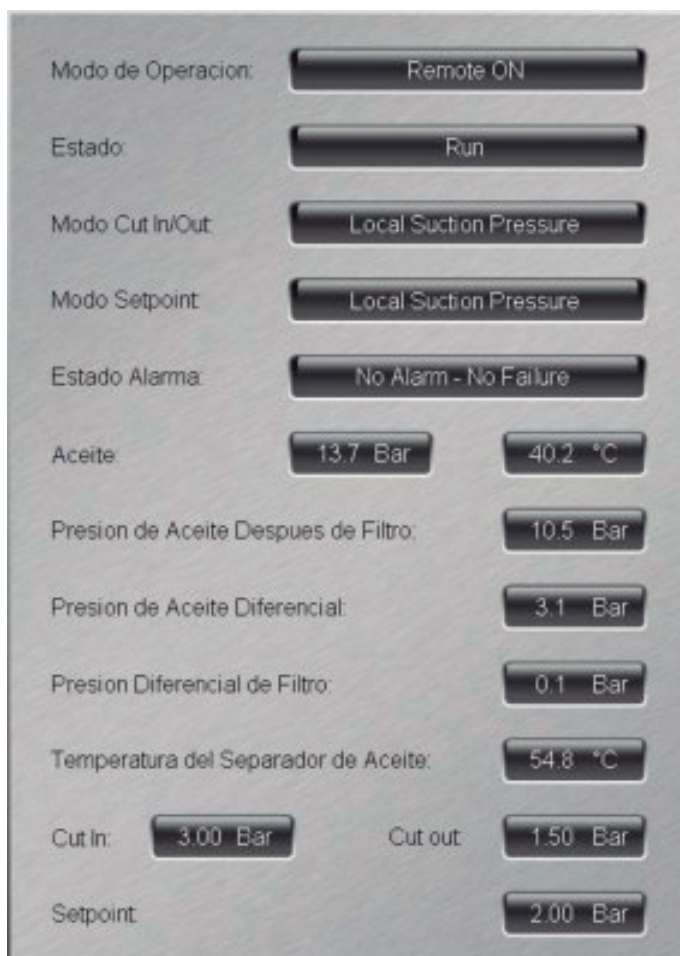 Modo de Operacion: Remote ON
Estado: Run
Modo Cut In/Out: Local Suction Pressure
Modo Setpoint: Local Suction Pressure
Estado Alarma: No Alarm - No Failure
Aceite: 13.7 Bar 40.2 °C
Presion de Aceite Despues de Filtro: 10.5 Bar
Presion de Aceite Diferencial: 3.1 Bar
Presion Diferencial de Filtro: 0.1 Bar
Temperatura del Separador de Aceite: 54.8 °C
Cut In: 3.00 Bar Cut out: 1.50 Bar
Setpoint: 2.00 Bar